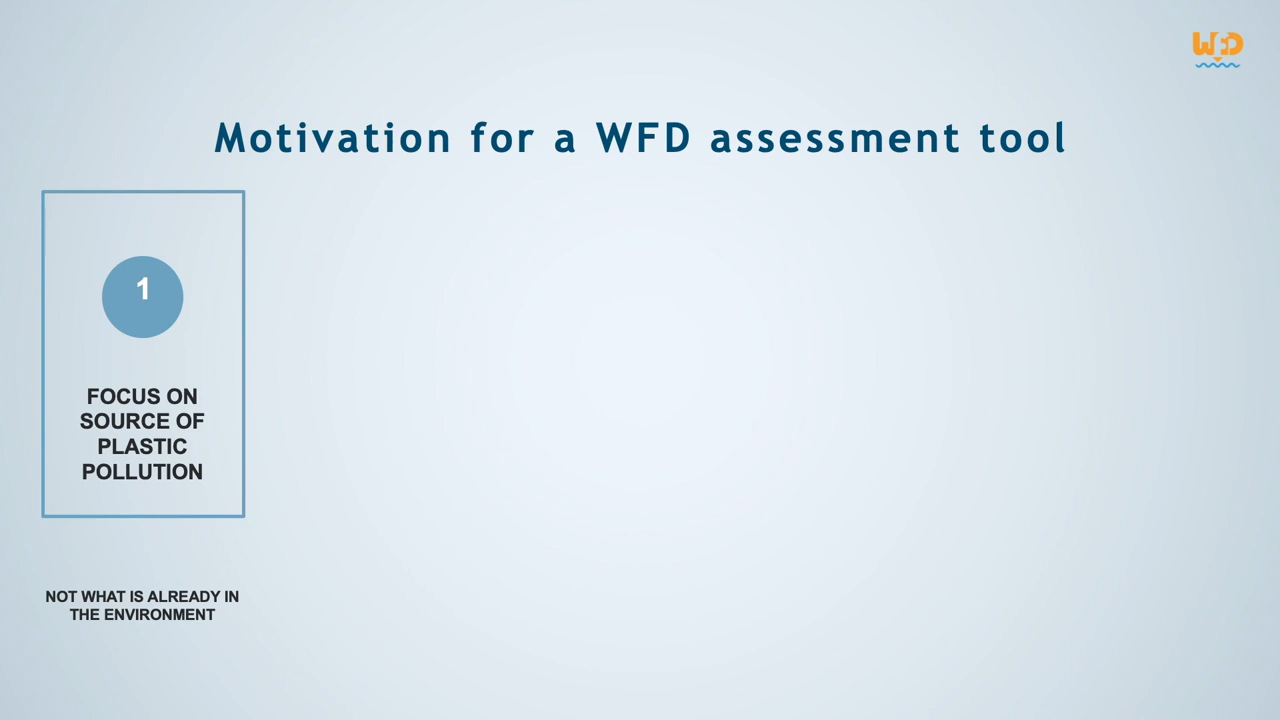 WFD
Motivation for a WFD assessment tool
1
FOCUS ON
SOURCE OF
PLASTIC
POLLUTION
NOT WHAT IS ALREADY IN
THE ENVIRONMENT